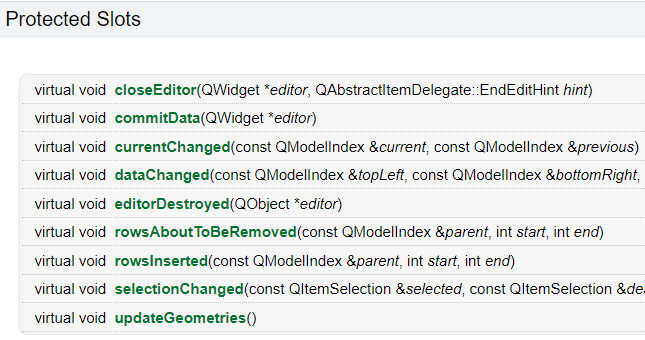 Protected Slots
virtual void closeEditor(QWidget *editor, QAbstractItemDelegate::EndEditHint hint)
virtual void commitData(QWidget *editor)
virtual void currentChanged(const QModelIndex &current, const QModelIndex &previous)
virtual void dataChanged(const QModelIndex &topLeft, const QModelIndex &bottomRight,
virtual void editorDestroyed(QObject *editor)
virtual void rowsAboutToBeRemoved(const QModelIndex &parent, int start, int end)
virtual void rowsInserted(const QModelIndex &parent, int start, int end)
virtual void selectionChanged(const QItemSelection &selected, const QItemSelection
virtual void updateGeometries()